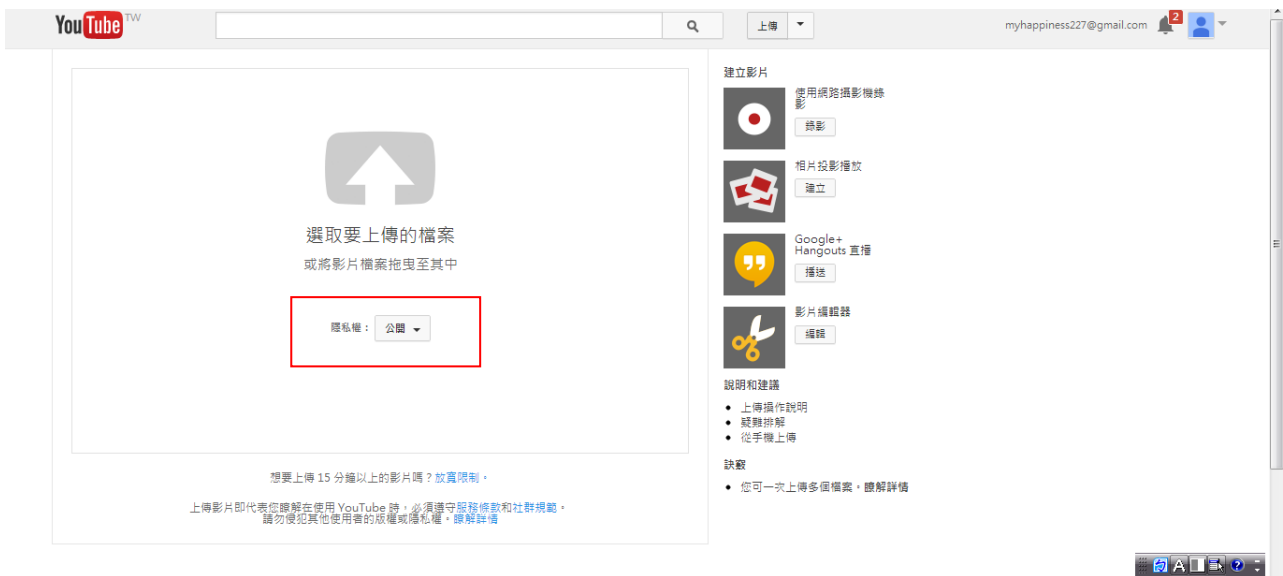 YouTube TW
上傳
myhappiness227@gmail.com
2
選取要上傳的檔案
或將影片檔案拖曳至其中
隱私權： 公開
想要上傳 15 分鐘以上的影片嗎？放寬限制。
上傳影片即代表您瞭解在使用 YouTube 時，必須遵守服務條款和社群規範。
請勿侵犯其他使用者的版權或隱私權。瞭解詳情
建立影片
使用網路攝影機錄
影
錄影
相片投影播放
建立
Google+
Hangouts 直播
播送
影片編輯器
編輯
說明和建議
上傳操作說明
疑難排解
從手機上傳
訣竅
您可一次上傳多個檔案。瞭解詳情
A